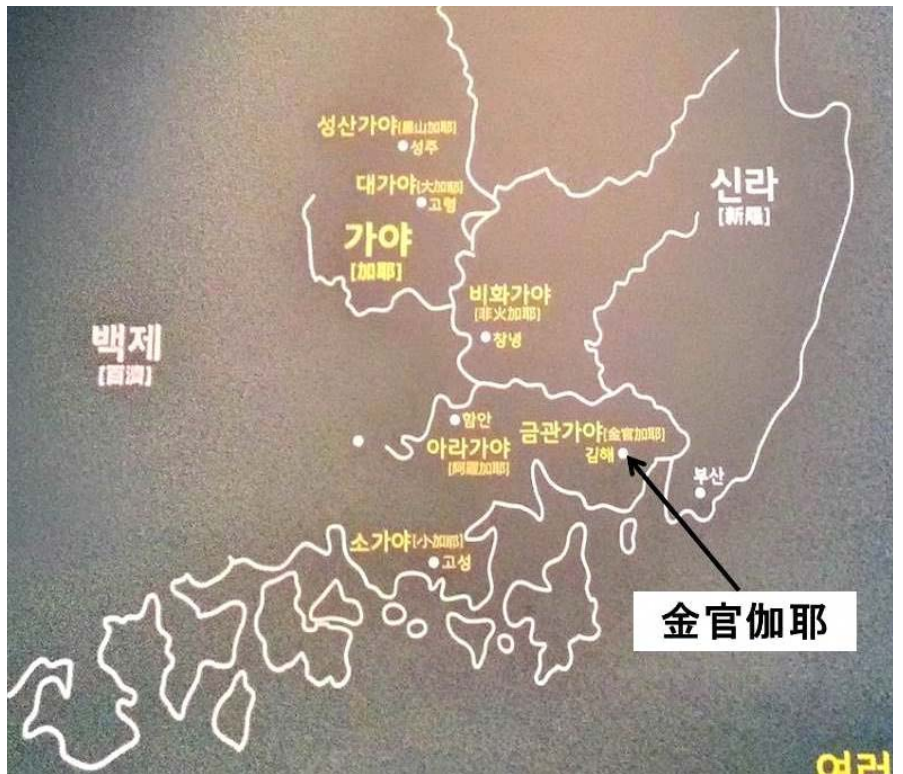 성산가야[星山加耶]
성주
대가야[大加耶]
고령
가야
[加耶]
신라
[新羅]
비화가야
[非火加耶]
창녕
백제
[百濟]
함안
금관가야[金官加耶]
김해
아라가야
[阿羅加耶]
부산
소가야[小加耶]
고성
金官伽耶
여러